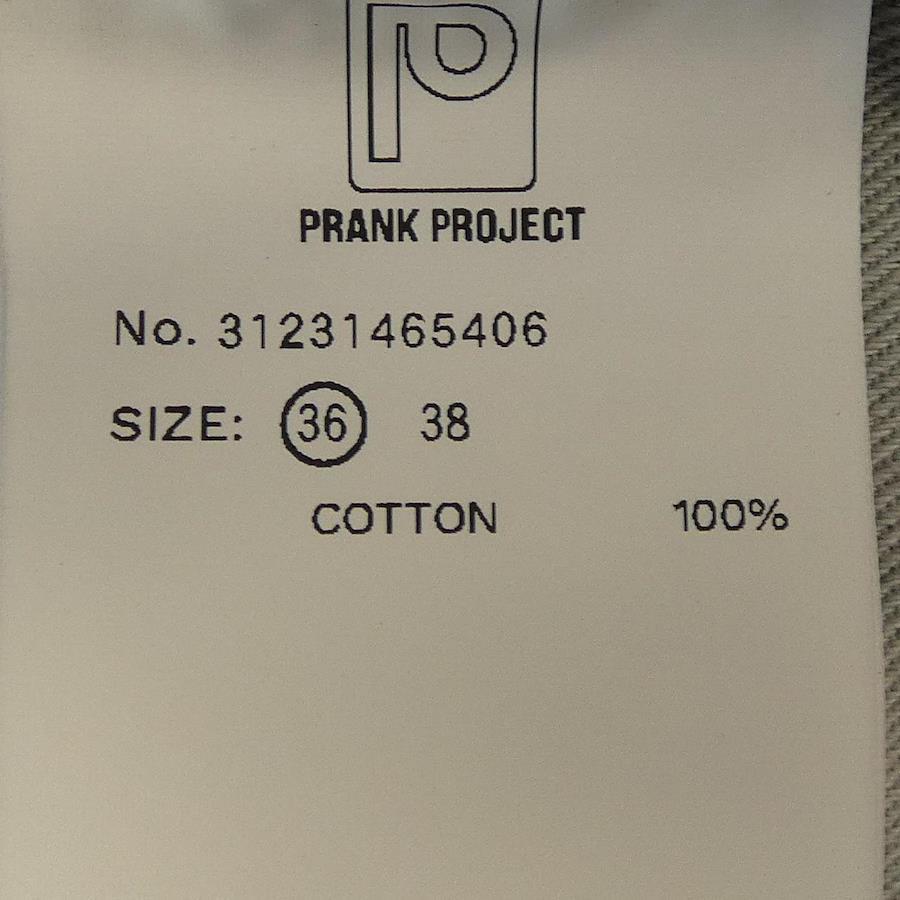 PRANK PROJECT
No. 31231465406
SIZE: 36 38
COTTON 100%